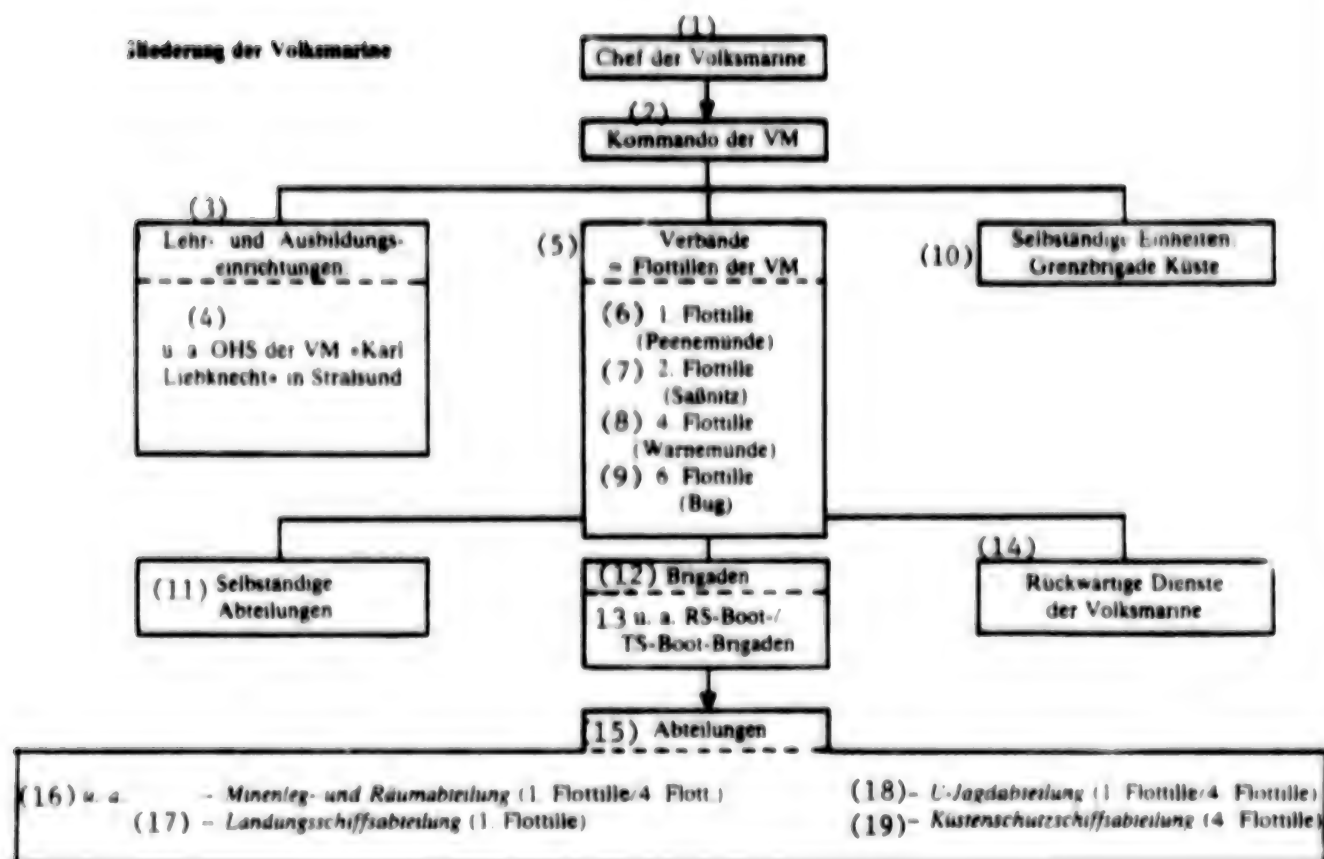 (1)
Gliederung der Volksmarine
Chef der Volksmarine
(2)
Kommando der VM
(3)
Lehr- und Ausbildungs-
einrichtungen
(4)
u. a. OHS der VM «Karl
Liebknecht» in Stralsund
(5) Verbände
– Flottillen der VM
(6) 1. Flottille
(Peenemünde)
(7) 2. Flottille
(Saßnitz)
(8) 4. Flottille
(Warnemünde)
(9) 6 Flottille
(Bug)
(10) Selbständige Einheiten
Grenzbrigade Küste
(11) Selbständige
Abteilungen
(12) Brigaden
13 u. a. RS-Boot-/
TS-Boot-Brigaden
(14)
Rückwärtige Dienste
der Volksmarine
(15) Abteilungen
(16) u. a. - Minenleg- und Räumabteilung (1. Flottille/4 Flott.)
(17) – Landungsschiffsabteilung (1. Flottille)
(18) – U-Jagdabteilung (1 Flottille/4 Flottille)
(19) – Küstenschutzschiffsabteilung (4 Flottille)